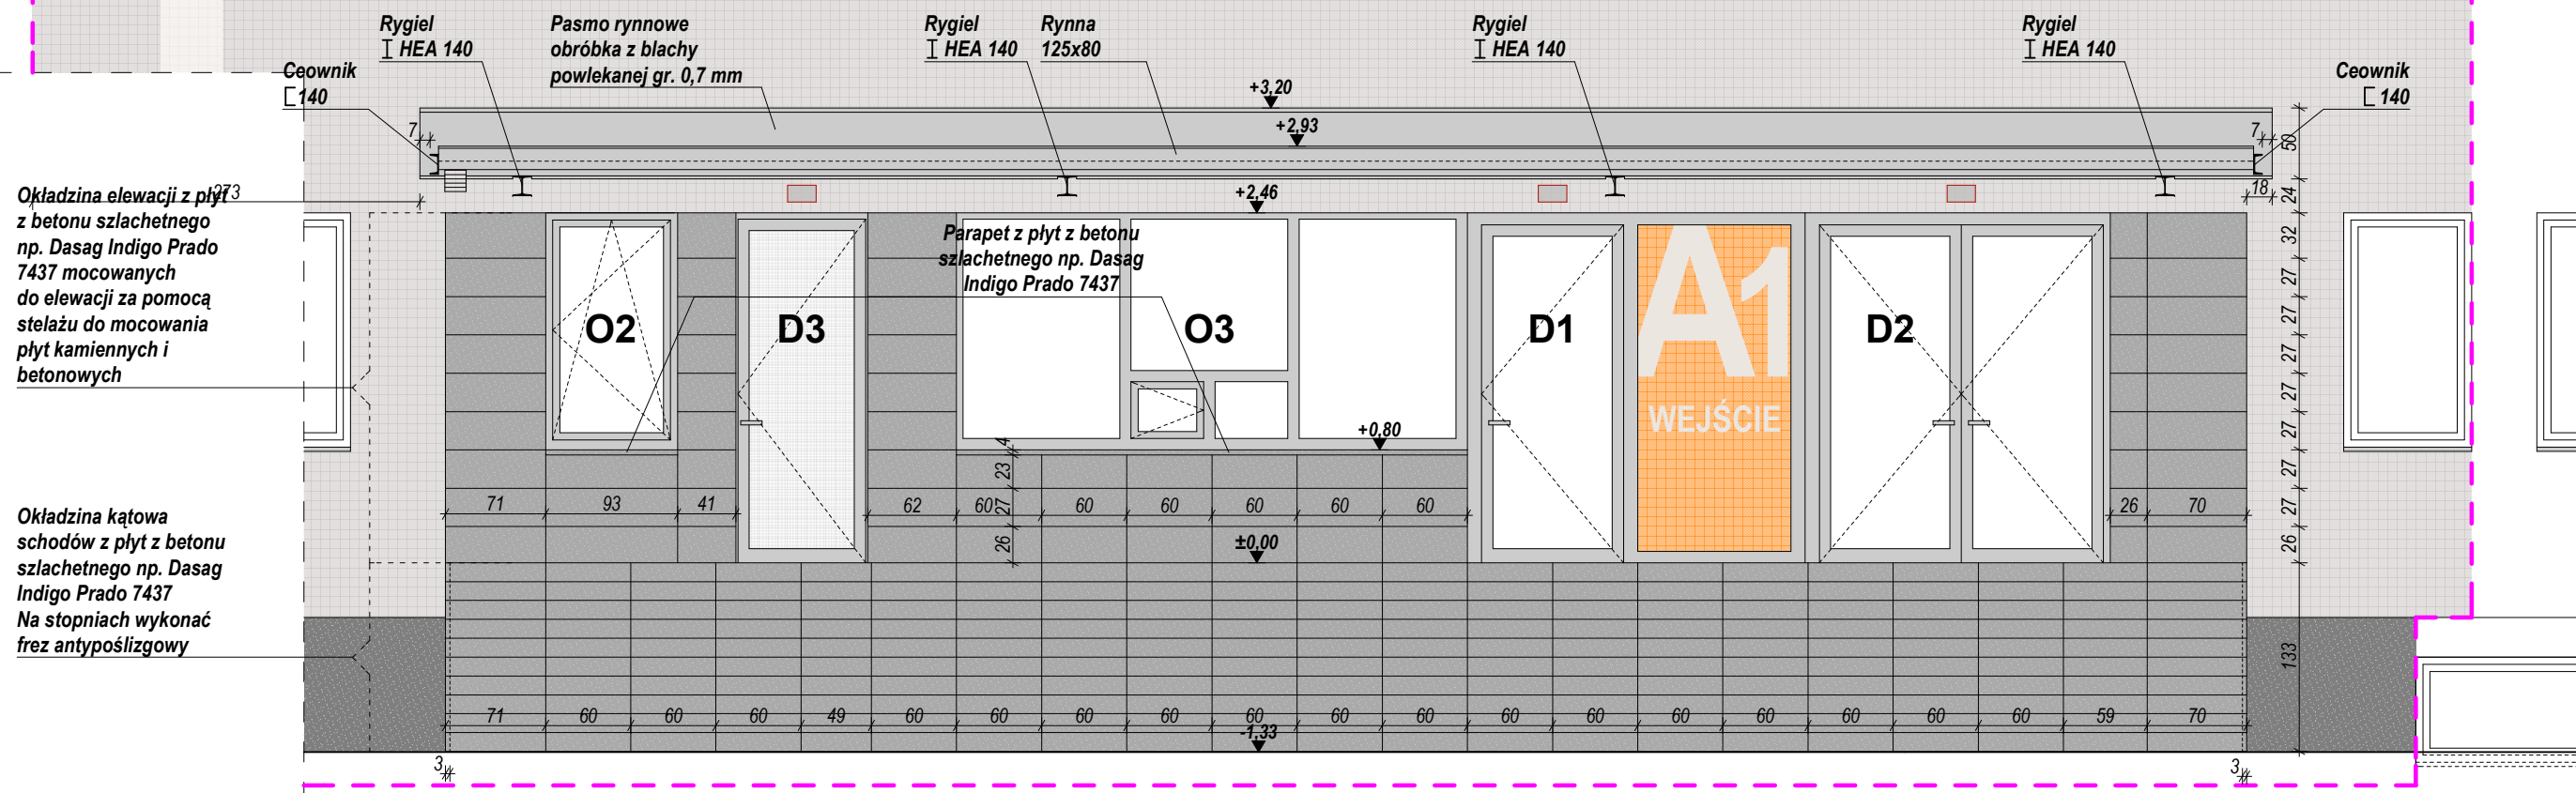 Rygiel
HEA 140
Pasmo rynnowe
obróbka z blachy
powlekanej gr. 0,7 mm
Rygiel
HEA 140
Rynna
125x80
Rygiel
HEA 140
Rygiel
HEA 140
Ceownik
140
Ceownik
140
+3,20
+2,93
7
7
50
273
+2,46
18
24
Okładzina elewacji z płyt
z betonu szlachetnego
np. Dasag Indigo Prado
7437 mocowanych
do elewacji za pomocą
stelażu do mocowania
płyt kamiennych i
betonowych
Parapet z płyt z betonu
szlachetnego np. Dasag
Indigo Prado 7437
O2
D3
O3
D1
A1
WEJŚCIE
D2
32
27
27
27
27
27
27
27
26
+0,80
4
23
27
26
71
93
41
62
60
60
60
60
60
60
26
70
±0,00
Okładzina kątowa
schodów z płyt z betonu
szlachetnego np. Dasag
Indigo Prado 7437
Na stopniach wykonać
frez antypoślizgowy
133
71
60
60
60
49
60
60
60
60
60
60
60
60
60
60
60
60
60
60
59
70
-1,33
3
3